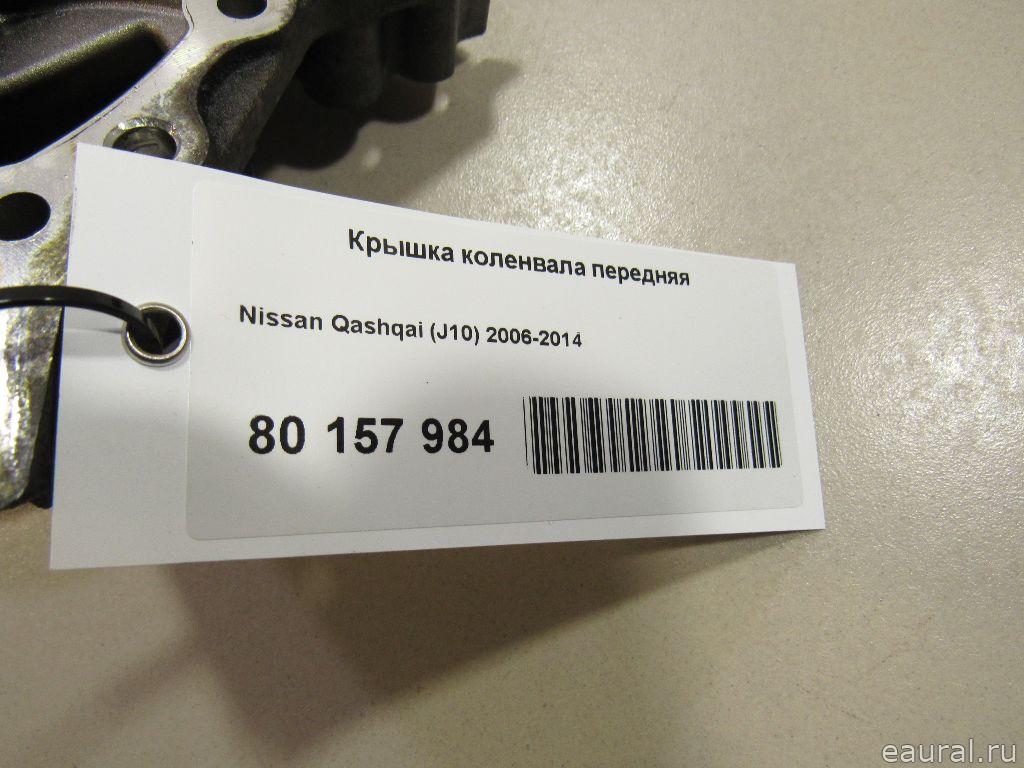 Крышка коленвала передняя
Nissan Qashqai (J10) 2006-2014
80 157 984
eaural.ru